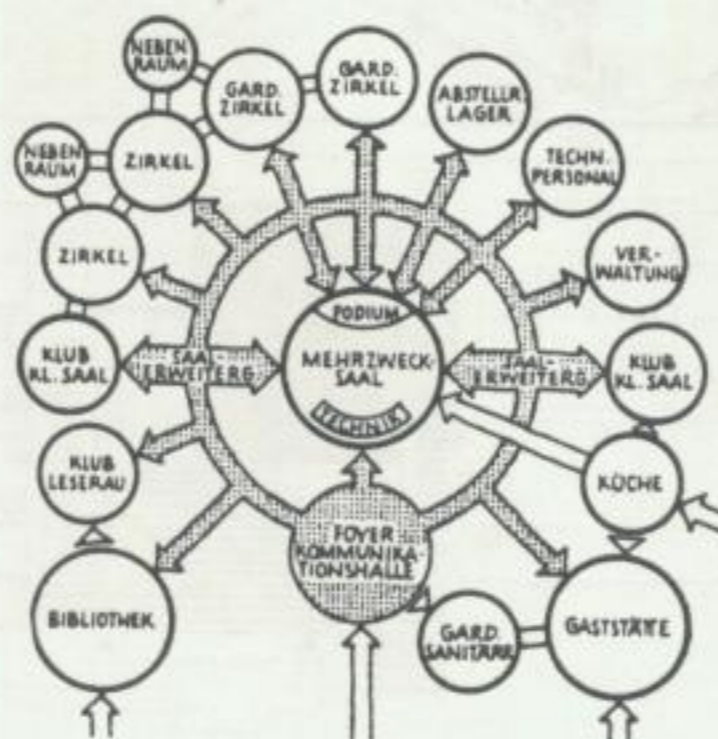 NEBEN
RAUM
GARD.
ZIRKEL
GARD.
ZIRKEL
ABSTELLR.
LAGER
NEBEN
RAUM
ZIRKEL
TECHN.
PERSONAL
ZIRKEL
VER-
WALTUNG
PODIUM
KLUB
KL. SAAL
SAAL-
ERWEITERG
MEHRZWECK-
SAAL
TECHNIK
SAAL-
ERWEITERG
KLUB
KL. SAAL
KLUB
LESERAU
KÜCHE
FOYER
KOMMUNIKA-
TIONSHALLE
BIBLIOTHEK
GARD.
SANITÄRR
GASTSTÄTTE